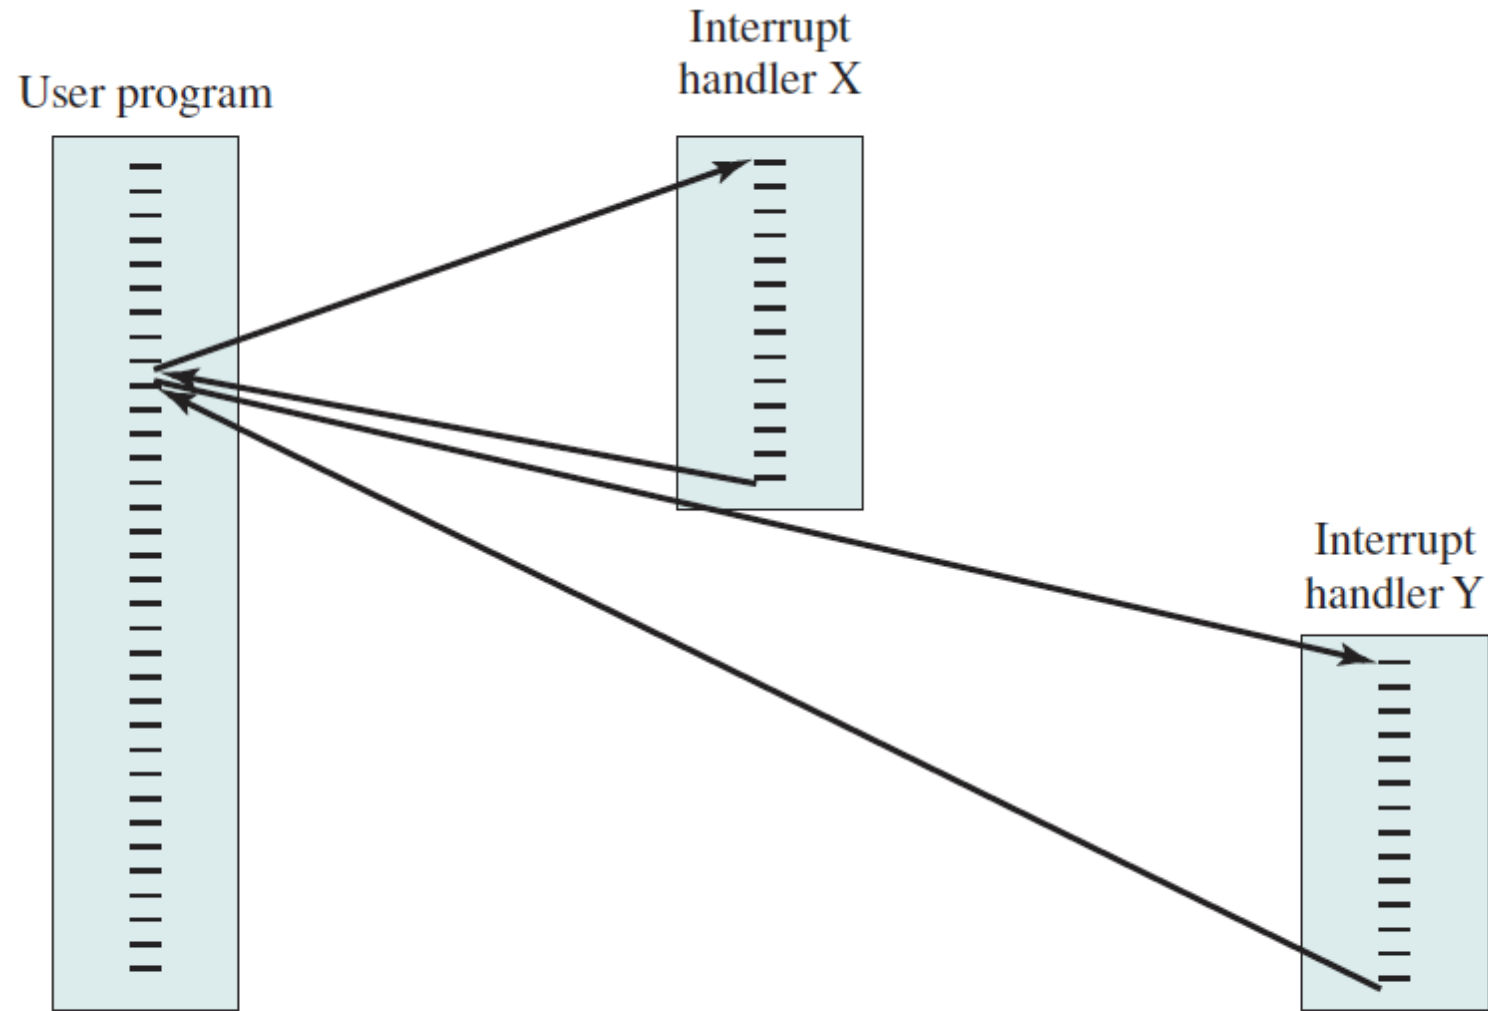 User program
Interrupt
handler X
Interrupt
handler Y